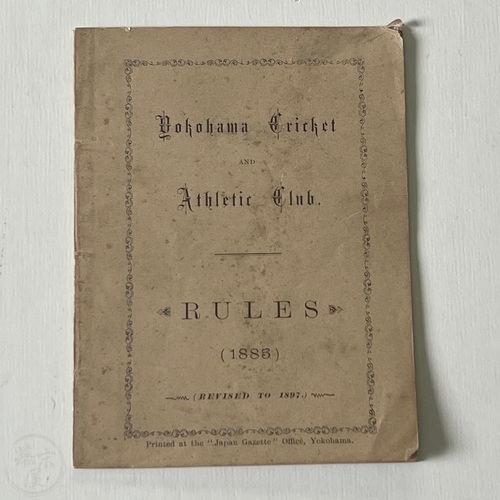 Yokohama Cricket
AND
Athletic Club.
RULES
(1885)
(REVISED TO 1897.)
Printed at the "Japan Gazette" Office, Yokohama.